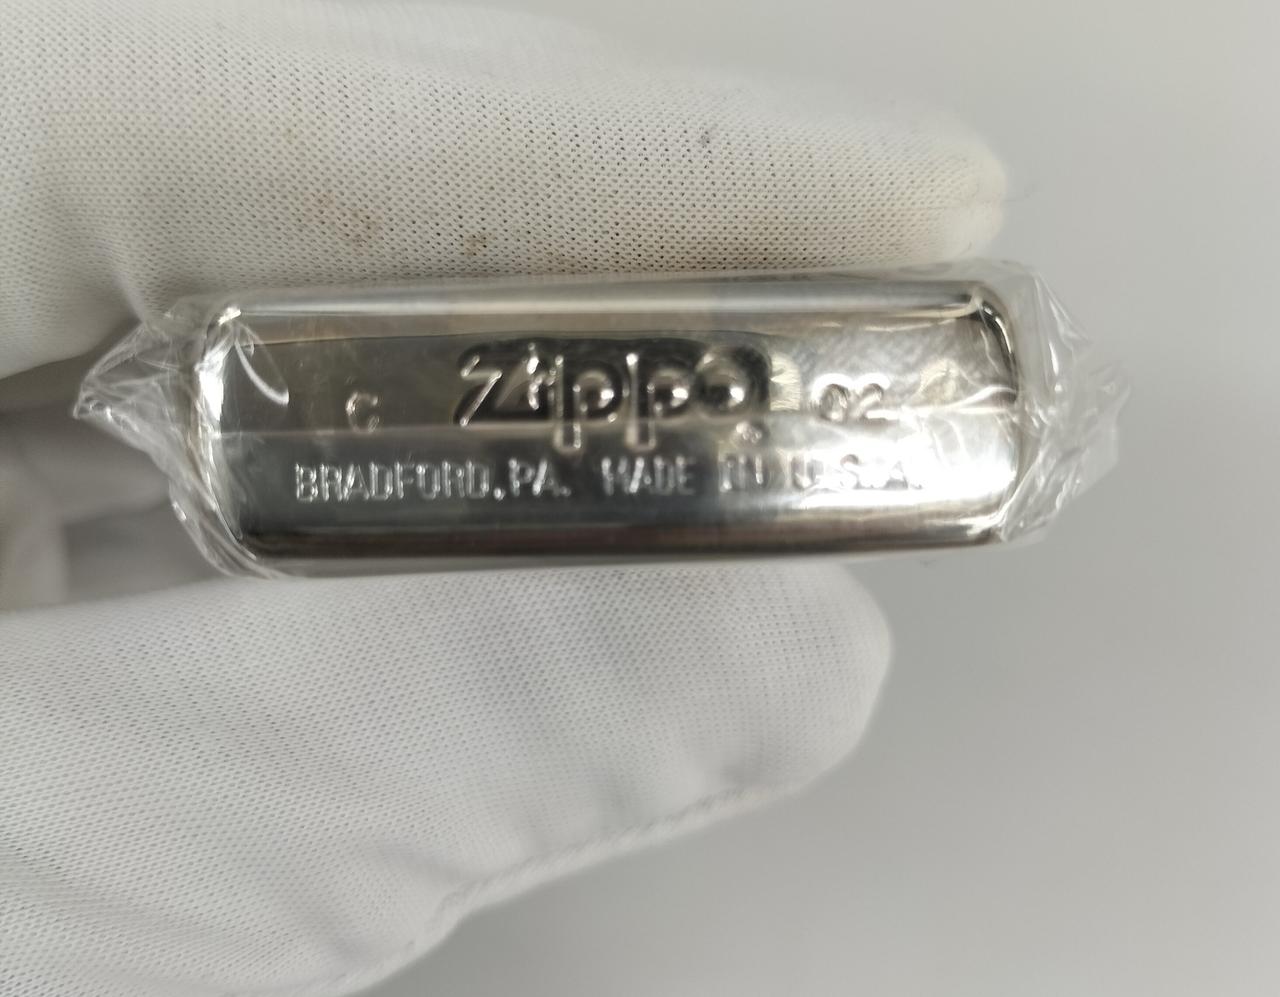 C Zippo ® 02
BRADFORD, PA. MADE IN U.S.A.